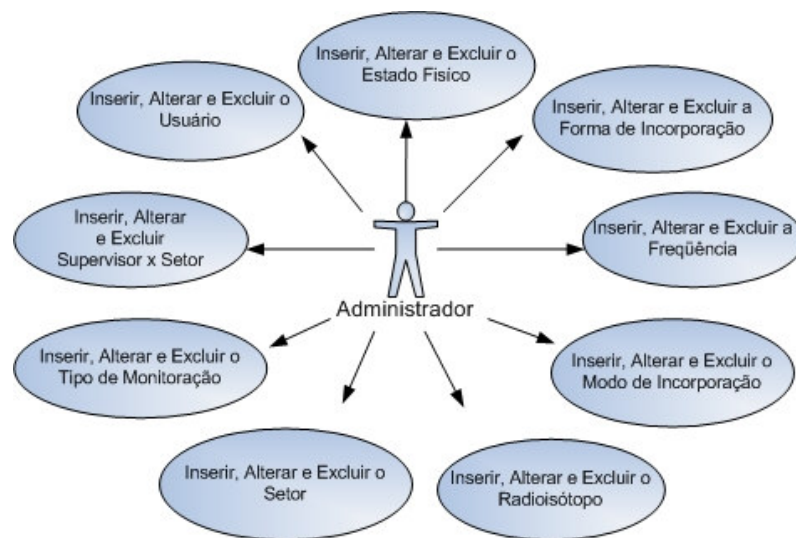 Inserir, Alterar e Excluir o
Estado Fisíco
Inserir, Alterar e Excluir o
Usuário
Inserir, Alterar e Excluir a
Forma de Incorporação
Inserir, Alterar
e Excluir
Supervisor x Setor
Inserir, Alterar e Excluir a
Freqüência
Administrador
Inserir, Alterar e Excluir o
Tipo de Monitoração
Inserir, Alterar e Excluir o
Modo de Incorporação
Inserir, Alterar e Excluir o
Setor
Inserir, Alterar e Excluir o
Radioisótopo